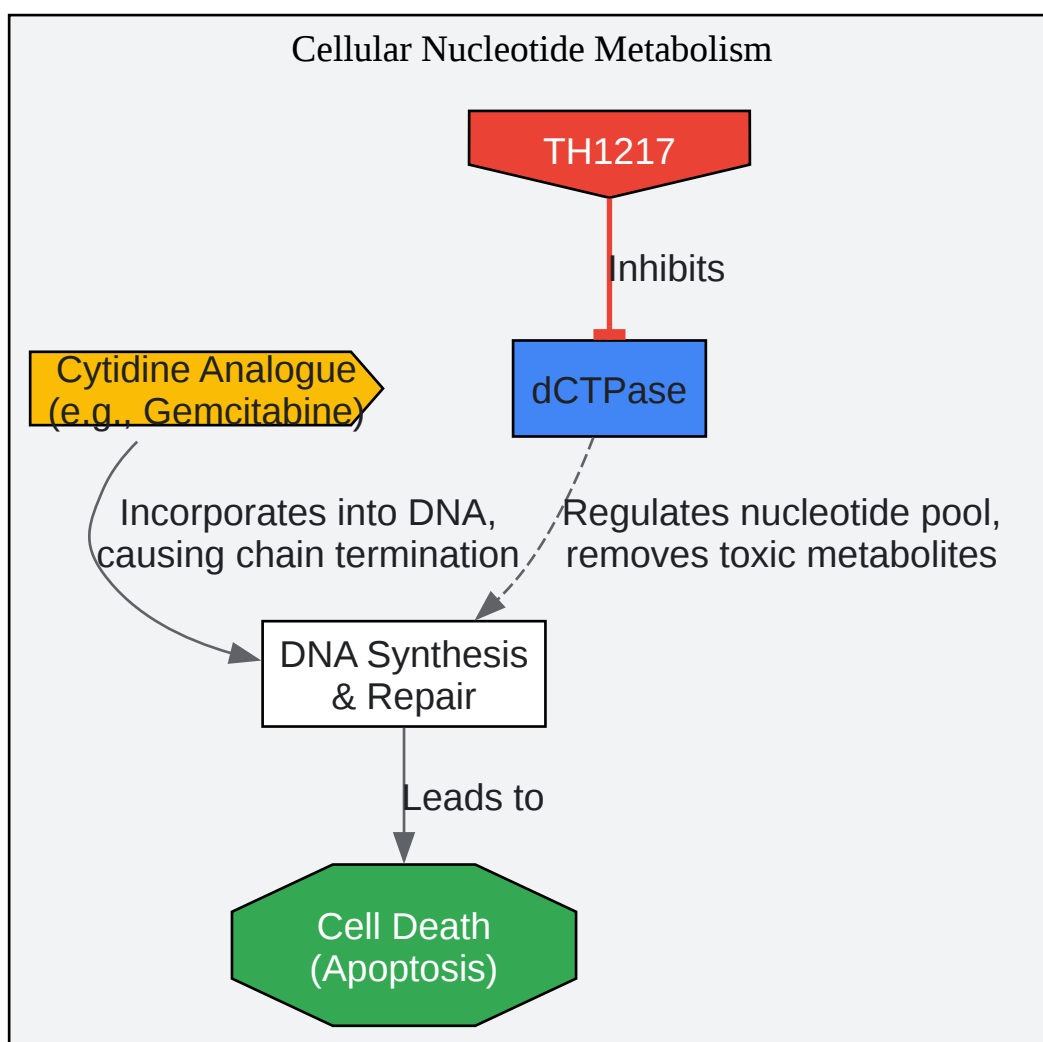 Cellular Nucleotide Metabolism
TH1217
Inhibits
Cytidine Analogue
(e.g., Gemcitabine)
dCTPase
Incorporates into DNA,
causing chain termination
Regulates nucleotide pool,
removes toxic metabolites
DNA Synthesis
& Repair
Leads to
Cell Death
(Apoptosis)